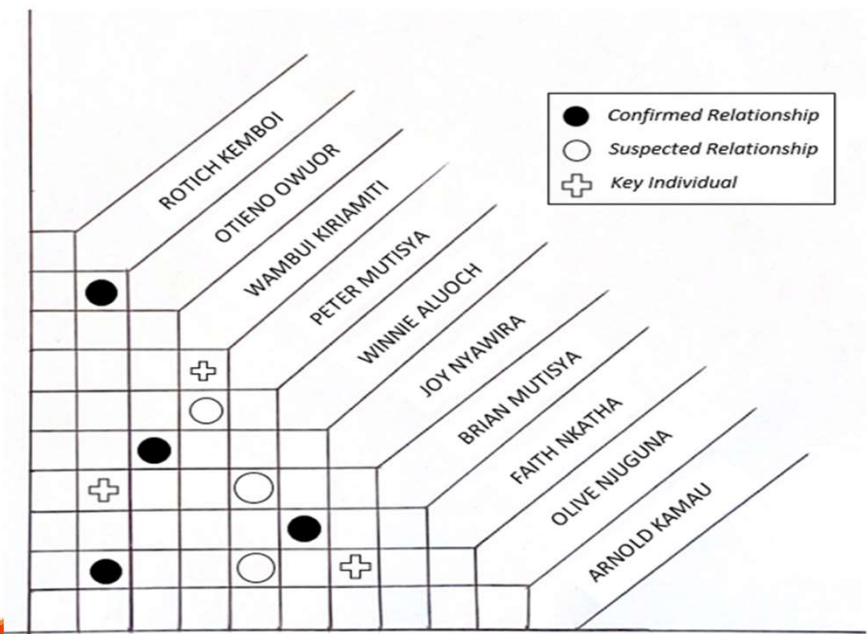 ROTICH KEMBOI
OTIENO OWUOR
WAMBUI KIRIAMITI
PETER MUTISYA
WINNIE ALUOCH
JOY NYAWIRA
BRIAN MUTISYA
FAITH NKATHA
OLIVE NJUGUNA
ARNOLD KAMAU
Confirmed Relationship
Suspected Relationship
Key Individual